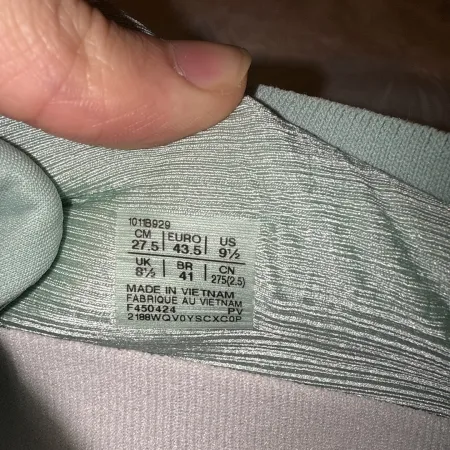 1011B929
CM | EURO | US
27.5 | 43.5 | 9½
UK | BR | CN
8½ | 41 | 275(2.5)
MADE IN VIETNAM
FABRIQUE AU VIETNAM
F450424 PV
2188WQV0YSCXC0P